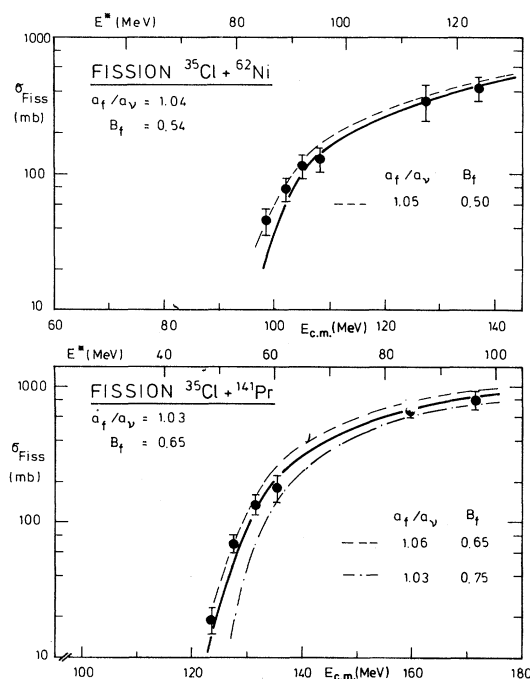 E* (MeV) 80 100 120
1000
FISSION ³⁵Cl + ⁶²Ni
σFiss
(mb)
af/aν = 1.04
Bf = 0.54
100
af/aν Bf
1.05 0.50
10
60 80 100 120 140
Ec.m.(MeV)
E* (MeV) 40 60 80 100
1000
FISSION ³⁵Cl + ¹⁴¹Pr
σFiss
(mb)
af/aν = 1.03
Bf = 0.65
100
af/aν Bf
1.06 0.65
1.03 0.75
10
100 120 140 160 180
Ec.m.(MeV)